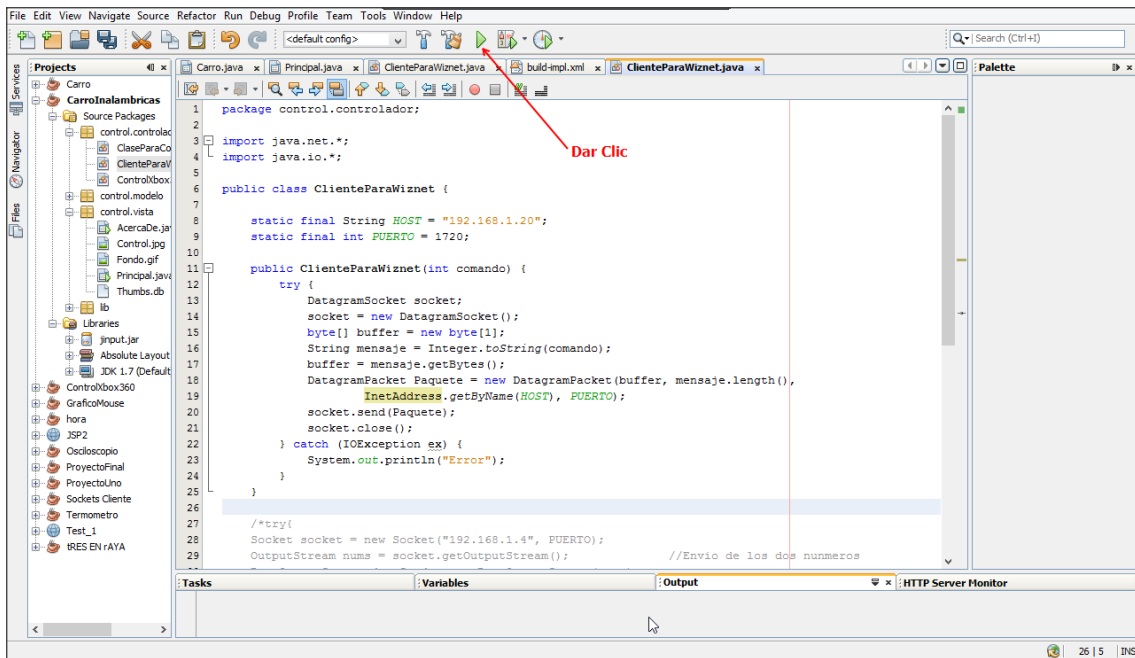 File Edit View Navigate Source Refactor Run Debug Profile Team Tools Window Help
<default config>
Search (Ctrl+I)
Services
Navigator
Files
Projects
Carro
CarroInalambricas
Source Packages
control.controlac
ClaseParaCo
ClienteParaW
ControlXbox
control.modelo
control.vista
AcercaDe.ja
Control.jpg
Fondo.gif
Principal.java
Thumbs.db
lib
Libraries
jinput.jar
Absolute Layout
JDK 1.7 (Default
ControlXbox360
GraficoMouse
hora
JSP2
Osciloscopio
ProyectoFinal
ProyectoUno
Sockets Cliente
Termometro
Test_1
tRES EN rAYA
Carro.java Principal.java ClienteParaWiznet.java build-impl.xml ClienteParaWiznet.java
Palette
Dar Clic
1 package control.controlador;
2
3 import java.net.*;
4 import java.io.*;
5
6 public class ClienteParaWiznet {
7
8 static final String HOST = "192.168.1.20";
9 static final int PUERTO = 1720;
10
11 public ClienteParaWiznet(int comando) {
12 try {
13 DatagramSocket socket;
14 socket = new DatagramSocket();
15 byte[] buffer = new byte[1];
16 String mensaje = Integer.toString(comando);
17 buffer = mensaje.getBytes();
18 DatagramPacket Paquete = new DatagramPacket(buffer, mensaje.length(),
19 InetAddress.getByName(HOST), PUERTO);
20 socket.send(Paquete);
21 socket.close();
22 } catch (IOException ex) {
23 System.out.println("Error");
24 }
25 }
26
27 /*try{
28 Socket socket = new Socket("192.168.1.4", PUERTO);
29 OutputStream nums = socket.getOutputStream(); //Envio de los dos nunmeros
Tasks
Variables
Output
HTTP Server Monitor
26 | 5 INS